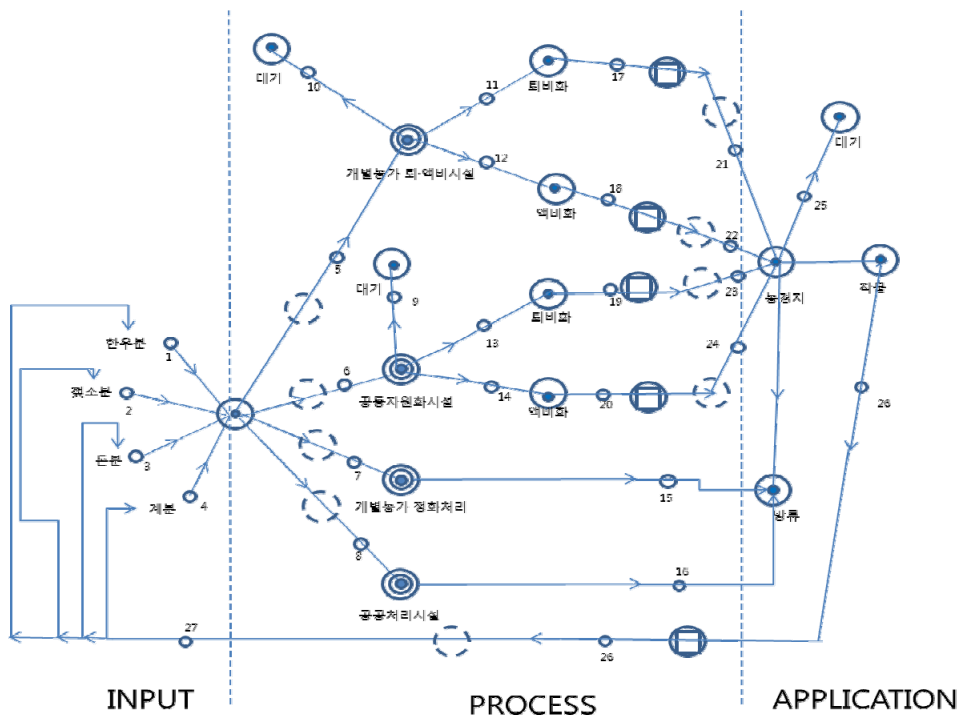 대기
10
11
퇴비화
17
대기
개별농가 퇴·액비시설
12
21
액비화
18
25
5
22
대기
9
농경지
작물
19
23
퇴비화
한우분
1
13
24
젖소분
2
6
공동자원화시설
14
액비화
20
26
돈분
3
7
계분
4
개별농가 정화처리
15
방류
8
16
공공처리시설
27
26
INPUT
PROCESS
APPLICATION